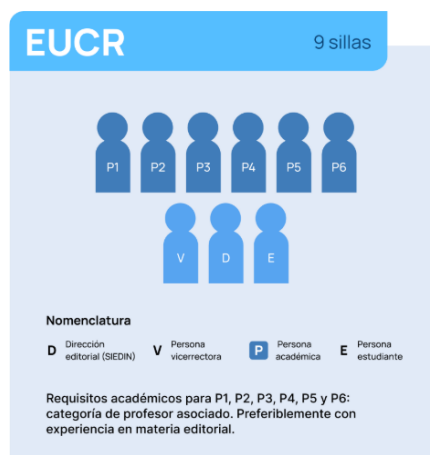 EUCR
9 sillas
P1 P2 P3 P4 P5 P6
V D E
Nomenclatura
D Dirección editorial (SIEDIN) V Persona vicerrectora P Persona académica E Persona estudiante
Requisitos académicos para P1, P2, P3, P4, P5 y P6:
categoría de profesor asociado. Preferiblemente con
experiencia en materia editorial.